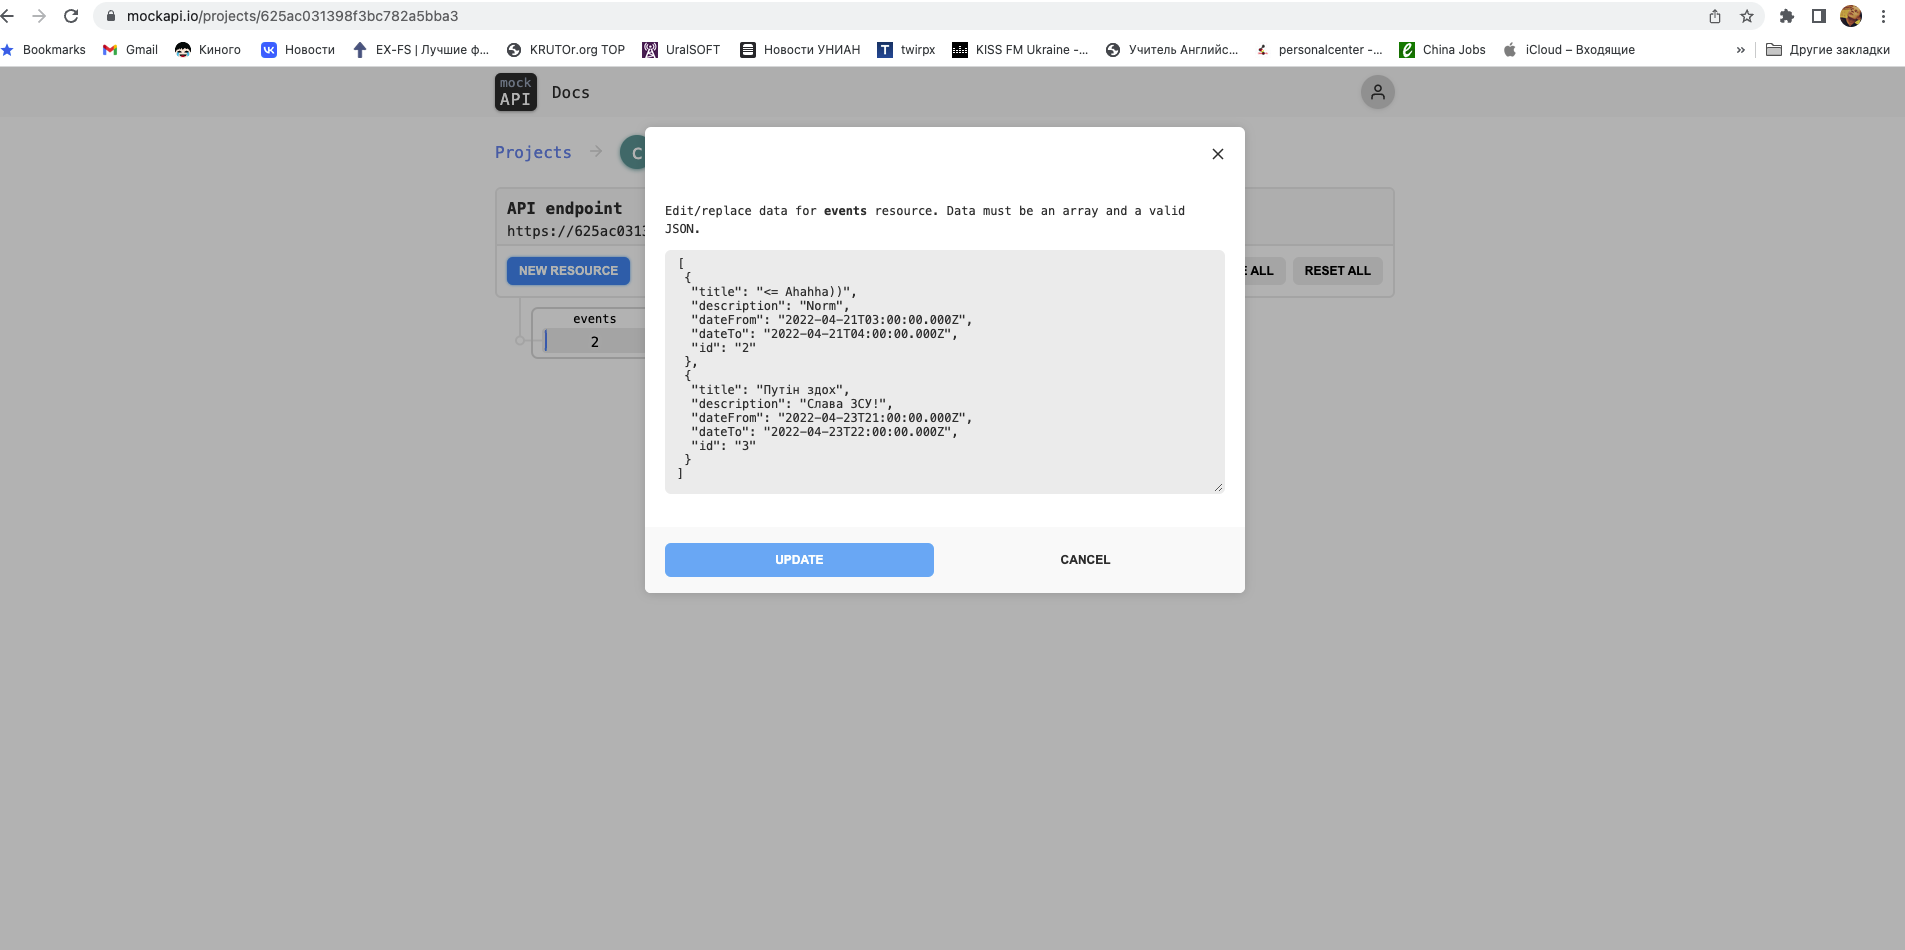 mockapi.io/projects/625ac031398f3bc782a5bba3
Bookmarks Gmail Киного Новости EX-FS | Лучшие ф... KRUTOr.org TOP UralSOFT Новости УНИАН twirpx KISS FM Ukraine -... Учитель Английс... personalcenter -... China Jobs iCloud – Входящие » Другие закладки
mock
API Docs
Projects → C
API endpoint
https://625ac031
NEW RESOURCE ALL RESET ALL
events
2
Edit/replace data for events resource. Data must be an array and a valid
JSON.
[
{
"title": "<= Ahahha))",
"description": "Norm",
"dateFrom": "2022-04-21T03:00:00.000Z",
"dateTo": "2022-04-21T04:00:00.000Z",
"id": "2"
},
{
"title": "Путін здох",
"description": "Слава ЗСУ!",
"dateFrom": "2022-04-23T21:00:00.000Z",
"dateTo": "2022-04-23T22:00:00.000Z",
"id": "3"
}
]
UPDATE CANCEL